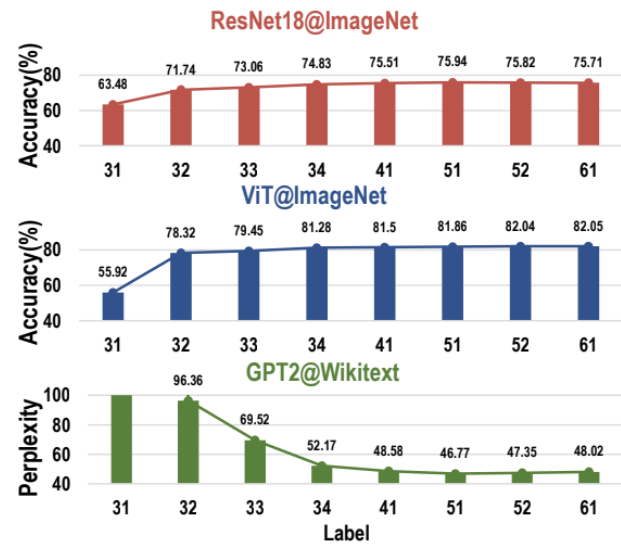 ResNet18@ImageNet
Accuracy(%)
80
60
40
63.48 71.74 73.06 74.83 75.51 75.94 75.82 75.71
31 32 33 34 41 51 52 61
ViT@ImageNet
Accuracy(%)
80
60
40
55.92 78.32 79.45 81.28 81.5 81.86 82.04 82.05
31 32 33 34 41 51 52 61
GPT2@Wikitext
Perplexity
100
80
60
40
96.36 69.52 52.17 48.58 46.77 47.35 48.02
31 32 33 34 41 51 52 61
Label